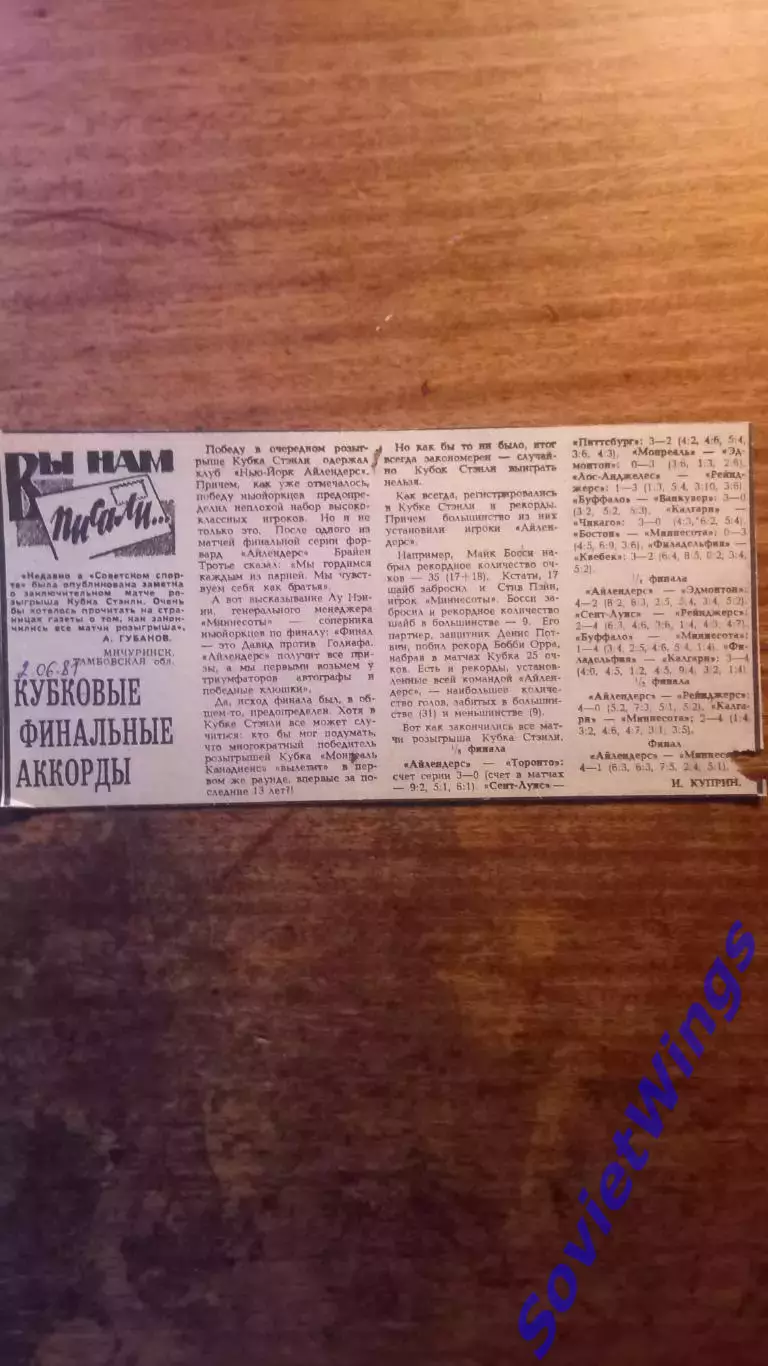 ВЫ НАМ
писали...
«Недавно в «Советском спор-
те» была опубликована заметка
о заключительном матче ро-
зыгрыша Кубка Стэнли. Очень
бы хотелось прочитать на стра-
ницах газеты о том, как закон-
чились все матчи розыгрыша».
А. ГУБАНОВ.
МИЧУРИНСК,
ТАМБОВСКАЯ обл.
2.06.81
КУБКОВЫЕ
ФИНАЛЬНЫЕ
АККОРДЫ
Победу в очередном розыг-
рыше Кубка Стэнли одержал
клуб «Нью-Йорк Айлендерс».
Причем, как уже отмечалось,
победу ньюйоркцев предопре-
делил неплохой набор высоко-
классных игроков. Но и не
только это. После одного из
матчей финальной серии фор-
вард «Айлендерс» Брайен
Тротье сказал: «Мы гордимся
каждым из парней. Мы чувст-
вуем себя как братья».
А вот высказывание Лу Нэн-
ни, генерального менеджера
«Миннесоты» — соперника
ньюйоркцев по финалу: «Финал
— это Давид против Голиафа.
«Айлендерс» получит все при-
зы, а мы первыми возьмем у
триумфаторов автографы и
победные клюшки».
Да, исход финала был, в об-
щем-то, предопределен. Хотя в
Кубке Стэнли все может слу-
читься: кто бы мог подумать,
что многократный победитель
розыгрышей Кубка «Монреаль
Канадиенс» «вылетит» в пер-
вом же раунде, впервые за по-
следние 13 лет?!
Но как бы то ни было, итог
всегда закономерен — случай-
но Кубок Стэнли выиграть
нельзя.
Как всегда, регистрировались
в Кубке Стэнли и рекорды.
Причем большинство из них
установили игроки «Айлен-
дерс».
Например, Майк Босси на-
брал рекордное количество оч-
ков — 35 (17+18). Кстати, 17
шайб забросил и Стив Пэйн,
игрок «Миннесоты». Босси за-
бросил и рекордное количество
шайб в большинстве — 9. Его
партнер, защитник Денис Пот-
вин, побил рекорд Бобби Орра,
набрав в матчах Кубка 25 оч-
ков. Есть и рекорды, установ-
ленные всей командой «Айлен-
дерс», — наибольшее количе-
ство голов, забитых в большин-
стве (31) и меньшинстве (9).
Вот как закончились все мат-
чи розыгрыша Кубка Стэнли.
1/8 финала
«Айлендерс» — «Торонто»:
счет серии 3—0 (счет в матчах
— 9:2, 5:1, 6:1). «Сент-Луис» —
«Питтсбург»: 3—2 (4:2, 4:6, 5:4,
3:6, 4:3). «Монреаль» — «Эд-
монтон»: 0—3 (3:6, 1:3, 2:6).
«Лос-Анджелес» — «Рейнд-
жерс»: 1—3 (1:3, 5:4, 3:10, 3:6)
«Буффало» — «Ванкувер»: 3—0
(3:2, 5:2, 5:3). «Калгари» —
«Чикаго»: 3—0 (4:3, 6:2, 5:4)
«Бостон» — «Миннесота»: 0—3
(4:5, 6:9, 3:6), «Филадельфия» —
«Квебек»: 3—2 (6:4, 8:5, 0:2, 3:4,
5:2).
финала
«Айлендерс» — «Эдмонтон»:
4—2 (8:2, 6:3, 2:5, 5:4, 3:4, 5:2).
«Сент-Луис» — «Рейнджерс»:
2—4 (6:3, 4:6, 3:6, 1:4, 4:3, 4:7).
«Буффало» — «Миннесота»:
1—4 (3:4, 2:5, 4:6, 5:4, 1:4). «Фи-
ладельфия» — «Калгари»: 3—4
(4:0, 4:5, 1:2, 4:5, 9:4, 3:2, 1:4)
финала
«Айлендерс» — «Рейнджерс»:
4—0 (5:2, 7:3, 5:1, 5:2). «Калга-
ри» — «Миннесота»: 2—4 (1:4,
3:2, 4:6, 4:7, 3:1, 3:5).
Финал
«Айлендерс» —
4—1 (6:3, 6:3, 7:5, 2:4, 5:1).
И. КУПРИН.
SovietWings